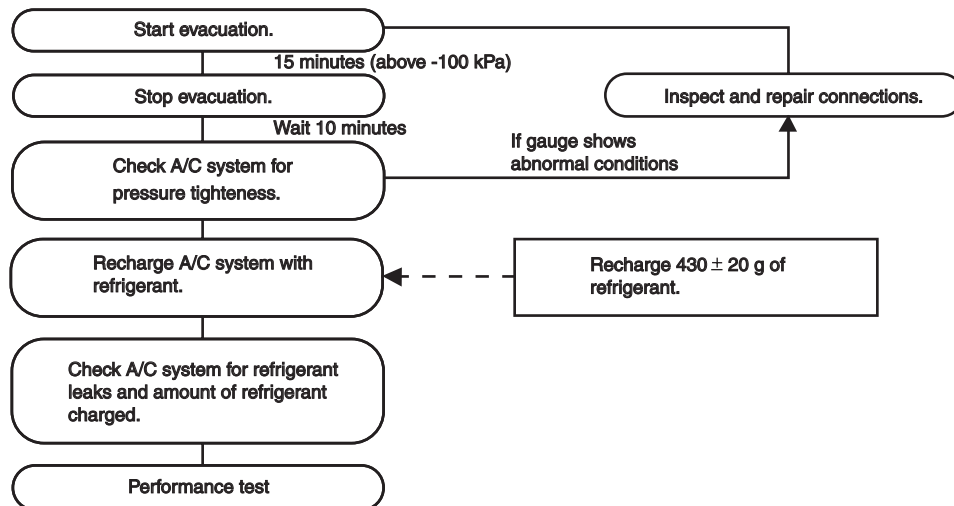 Start evacuation.
15 minutes (above -100 kPa)
Stop evacuation.
Inspect and repair connections.
Wait 10 minutes
If gauge shows
abnormal conditions
Check A/C system for
pressure tighteness.
Recharge A/C system with
refrigerant.
Recharge 430 ± 20 g of
refrigerant.
Check A/C system for refrigerant
leaks and amount of refrigerant
charged.
Performance test